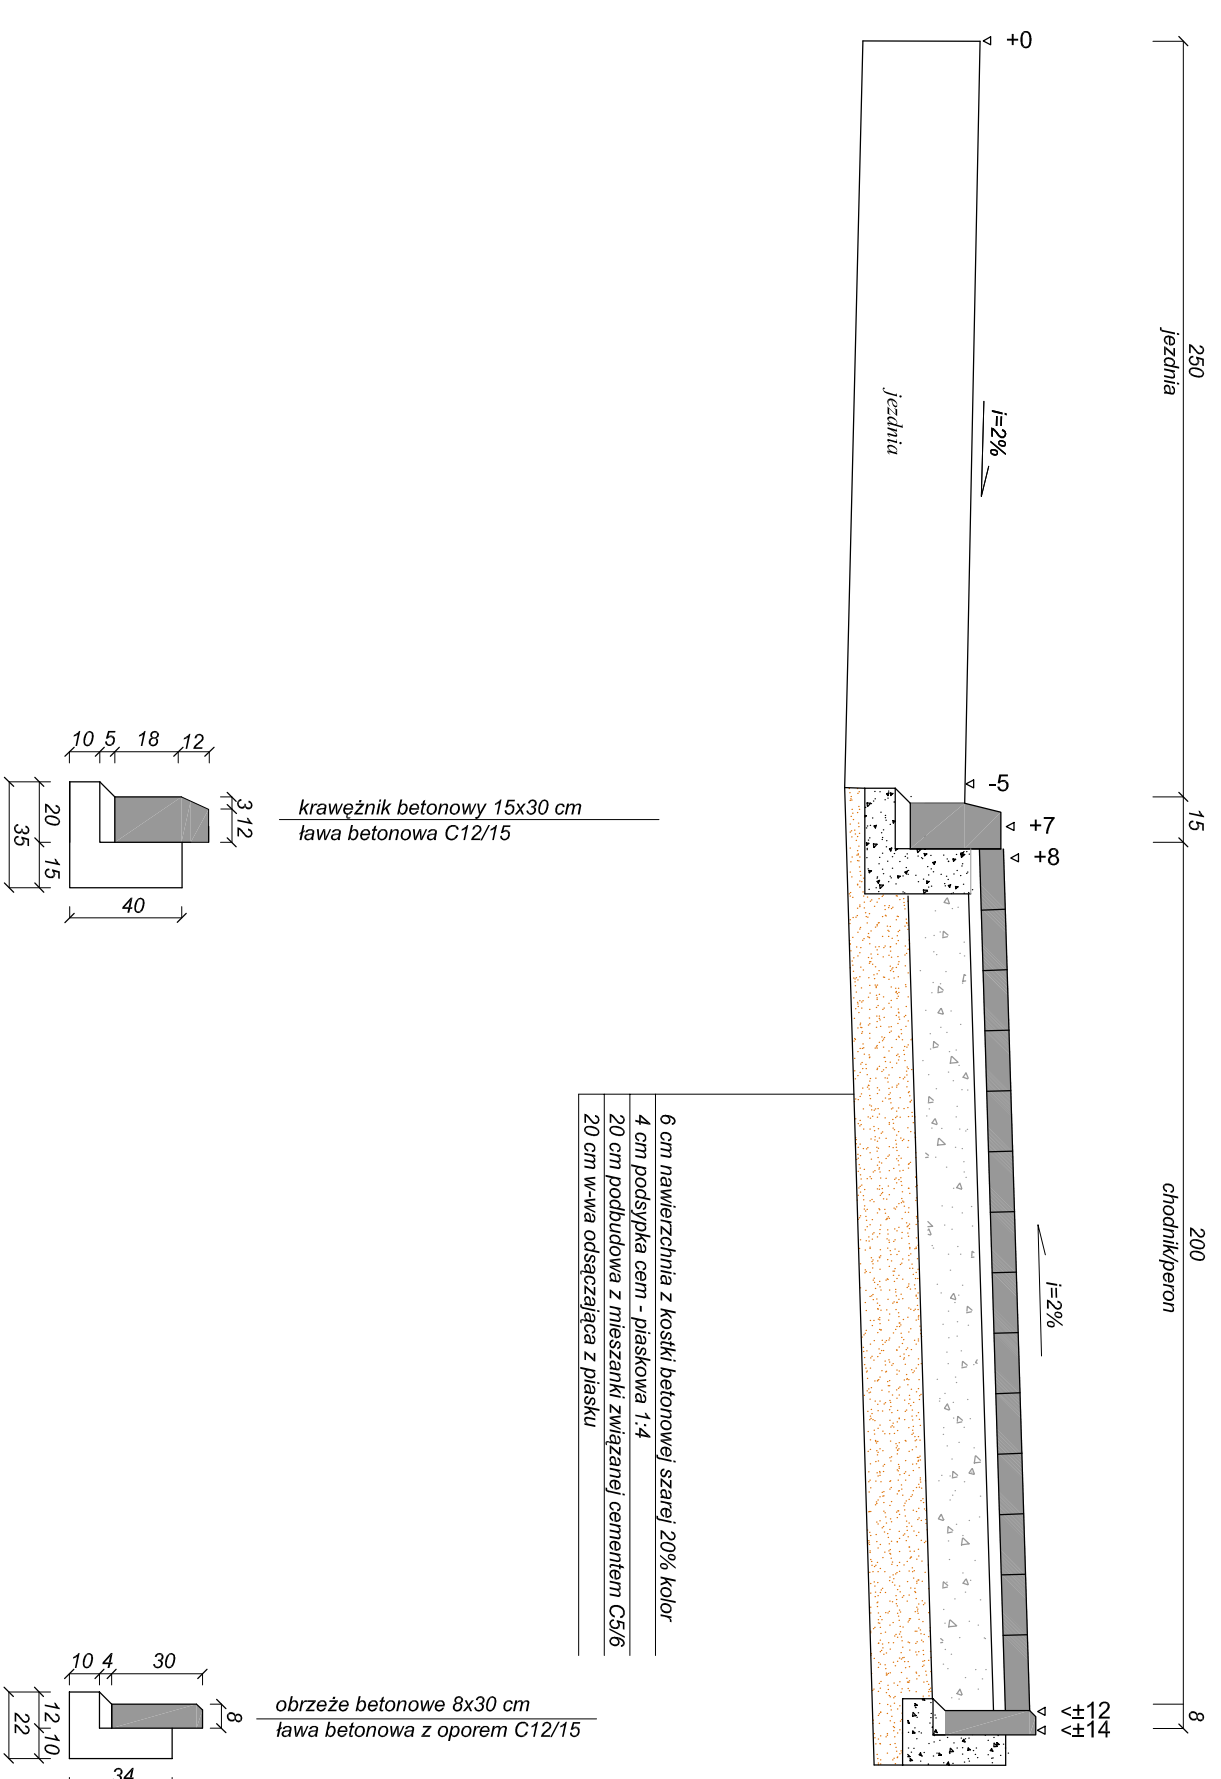 +0
250
jezdnia
i=2%
jezdnia
-5
15
+7
+8
200
chodnik/peron
i=2%
6 cm nawierzchnia z kostki betonowej szarej 20% kolor
4 cm podsypka cem - piaskowa 1:4
20 cm podbudowa z mieszanki związanej cementem C5/6
20 cm w-wa odsączająca z piasku
<±12
<±14
8
10 5 18 12
3 12
20 15
35
40
krawężnik betonowy 15x30 cm
ława betonowa C12/15
10 4 30
8
12 10
22
34
obrzeże betonowe 8x30 cm
ława betonowa z oporem C12/15